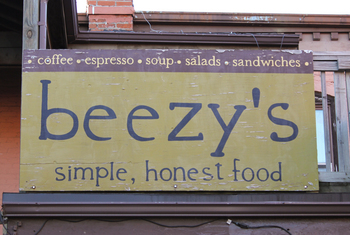 • coffee • espresso • soup • salads • sandwiches •
beezy's
simple, honest food